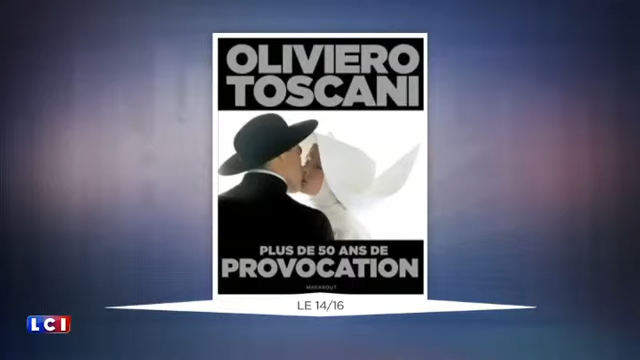 OLIVIERO
TOSCANI
PLUS DE 50 ANS DE
PROVOCATION
MARABOUT
LE 14/16
LCI